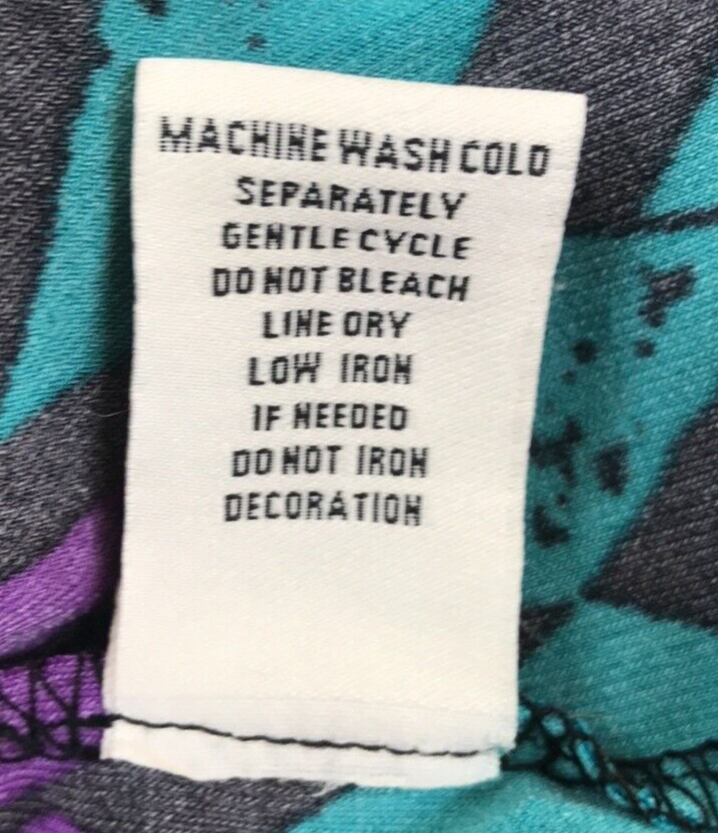 MACHINE WASH COLD
SEPARATELY
GENTLE CYCLE
DO NOT BLEACH
LINE DRY
LOW IRON
IF NEEDED
DO NOT IRON
DECORATION